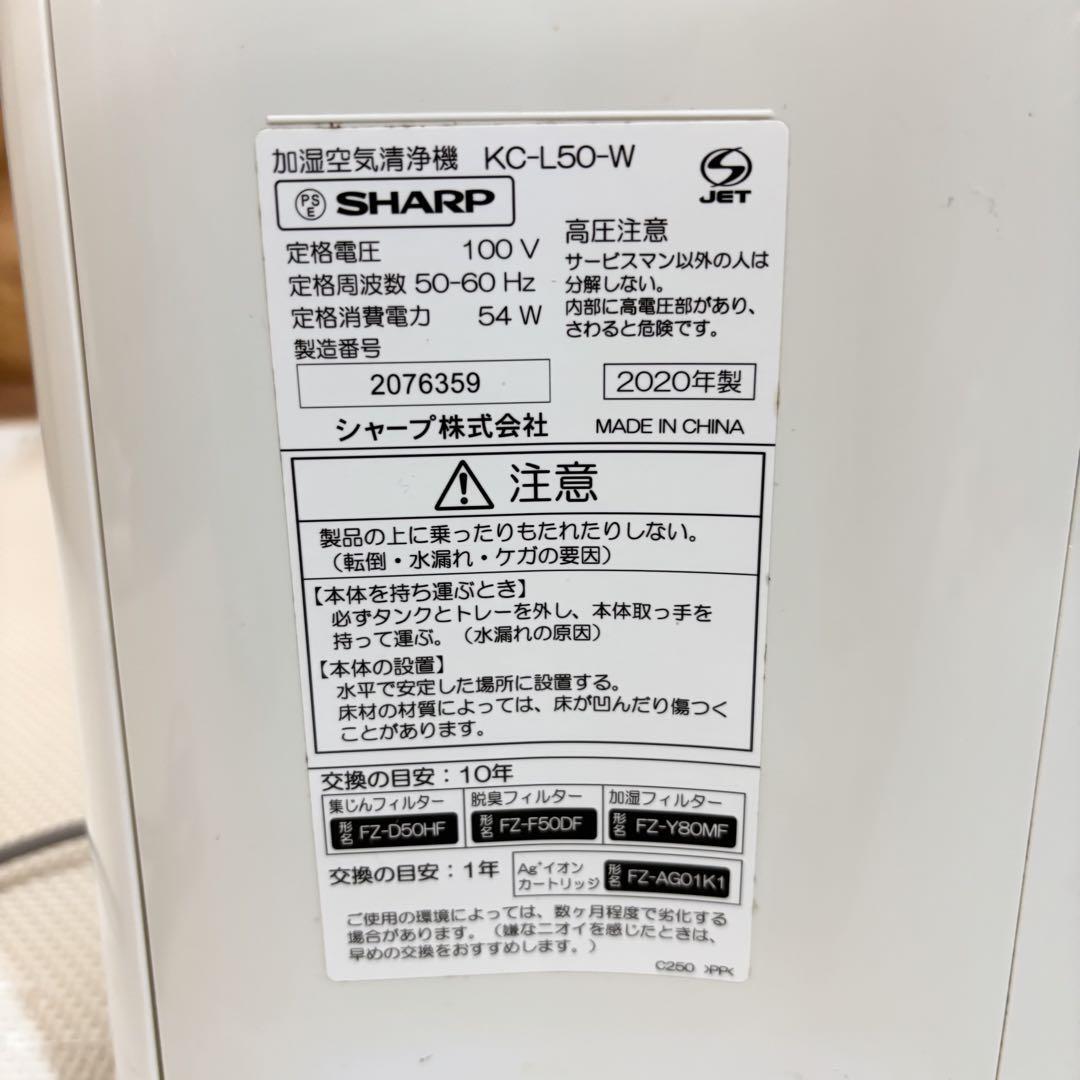 加湿空気清浄機 KC-L50-W
PSE SHARP
JET
定格電圧 100 V
定格周波数 50-60 Hz
定格消費電力 54 W
製造番号
2076359
高圧注意
サービスマン以外の人は
分解しない。
内部に高電圧部があり、
さわると危険です。
2020年製
シャープ株式会社 MADE IN CHINA
注意
製品の上に乗ったりもたれたりしない。
（転倒・水漏れ・ケガの要因）
【本体を持ち運ぶとき】
必ずタンクとトレーを外し、本体取っ手を
持って運ぶ。（水漏れの原因）
【本体の設置】
水平で安定した場所に設置する。
床材の材質によっては、床が凹んだり傷つく
ことがあります。
交換の目安：10年
集じんフィルター
形名 FZ-D50HF
脱臭フィルター
形名 FZ-F50DF
加湿フィルター
形名 FZ-Y80MF
交換の目安：1年
Ag⁺イオン
カートリッジ
形名 FZ-AG01K1
ご使用の環境によっては、数ヶ月程度で劣化する
場合があります。（嫌なニオイを感じたときは、
早めの交換をおすすめします。）
C250 >PP<